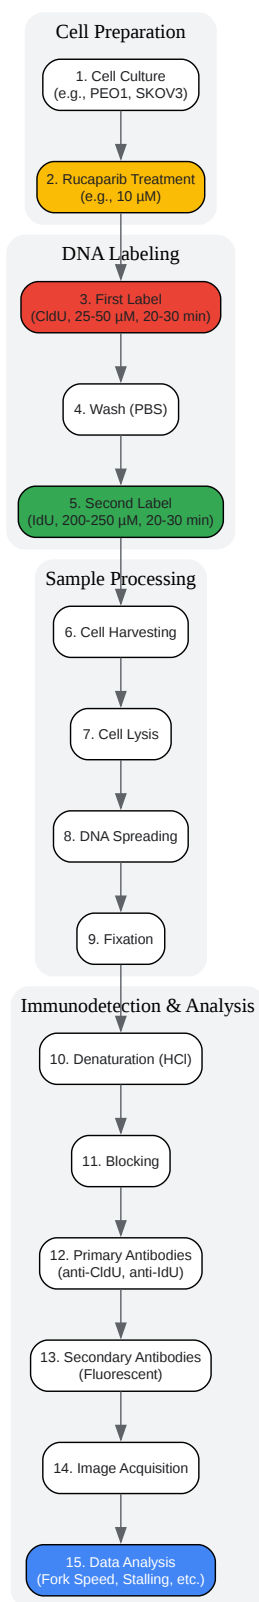 Cell Preparation
1. Cell Culture
(e.g., PEO1, SKOV3)
2. Rucaparib Treatment
(e.g., 10 µM)
DNA Labeling
3. First Label
(CldU, 25-50 µM, 20-30 min)
4. Wash (PBS)
5. Second Label
(IdU, 200-250 µM, 20-30 min)
Sample Processing
6. Cell Harvesting
7. Cell Lysis
8. DNA Spreading
9. Fixation
Immunodetection & Analysis
10. Denaturation (HCl)
11. Blocking
12. Primary Antibodies
(anti-CldU, anti-IdU)
13. Secondary Antibodies
(Fluorescent)
14. Image Acquisition
15. Data Analysis
(Fork Speed, Stalling, etc.)